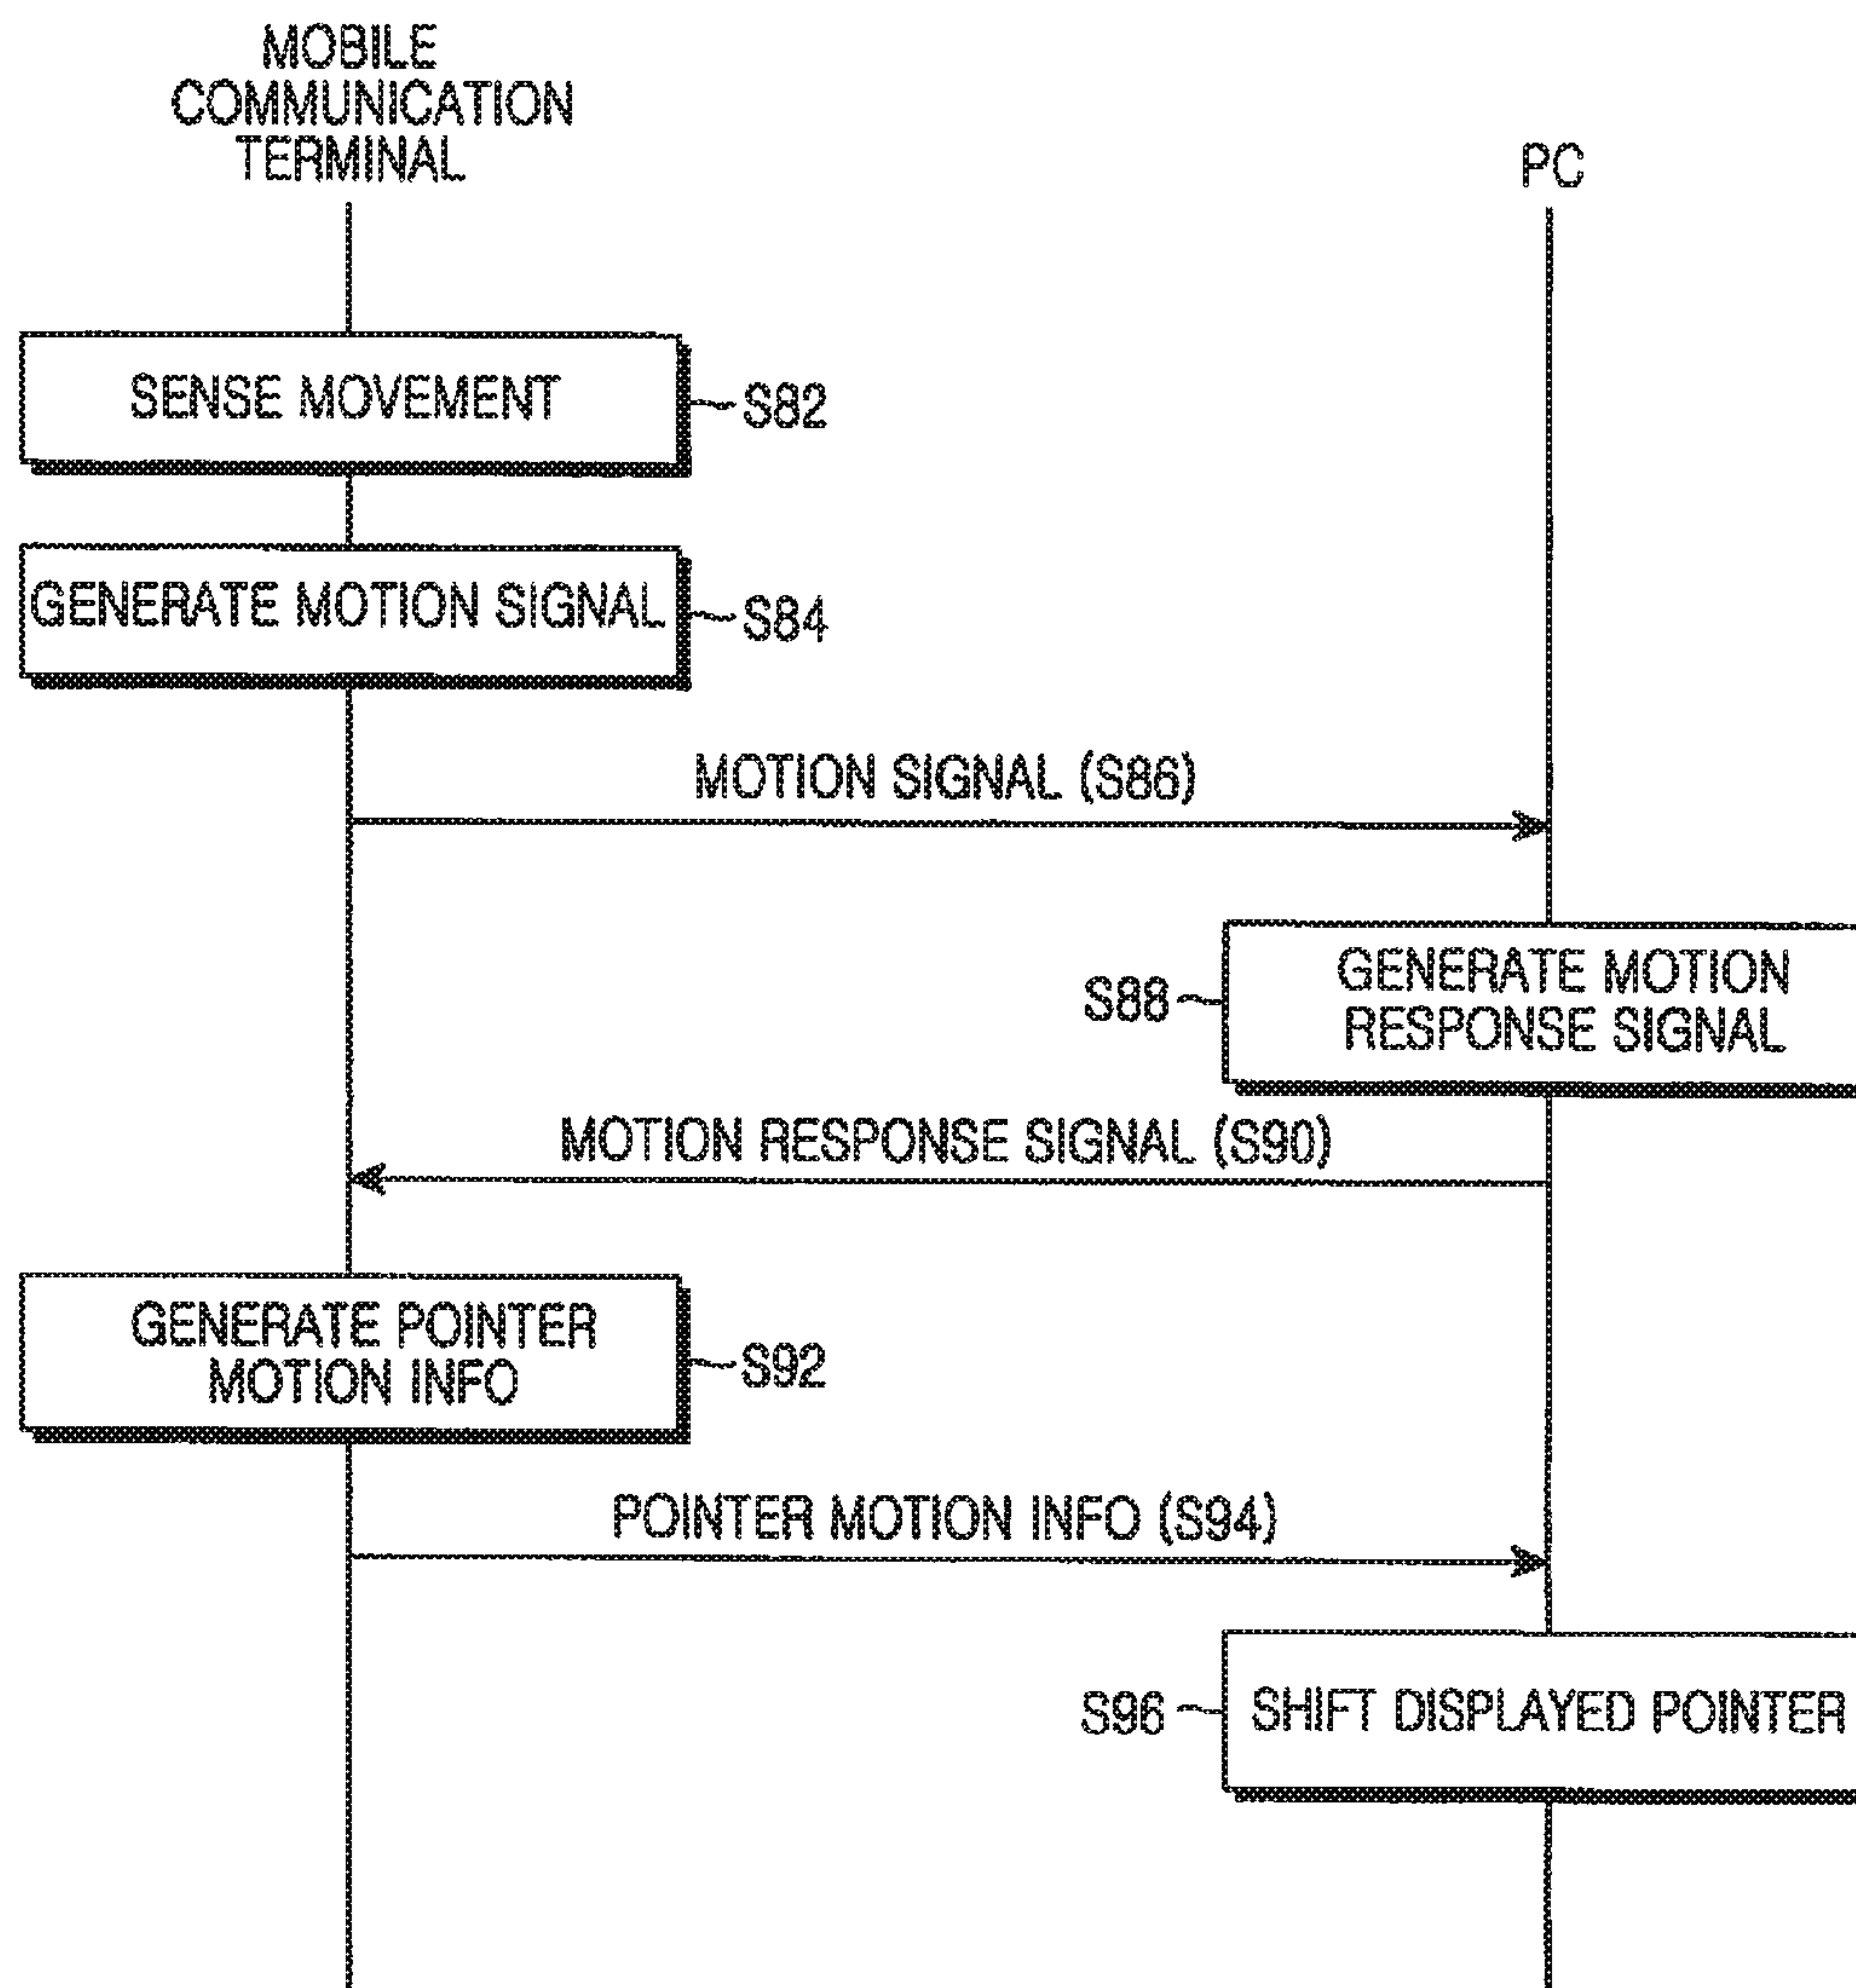 MOBILE
COMMUNICATION
TERMINAL
PC
SENSE MOVEMENT
S82
GENERATE MOTION SIGNAL
S84
MOTION SIGNAL (S86)
S88
GENERATE MOTION
RESPONSE SIGNAL
MOTION RESPONSE SIGNAL (S90)
GENERATE POINTER
MOTION INFO
S92
POINTER MOTION INFO (S94)
S96
SHIFT DISPLAYED POINTER